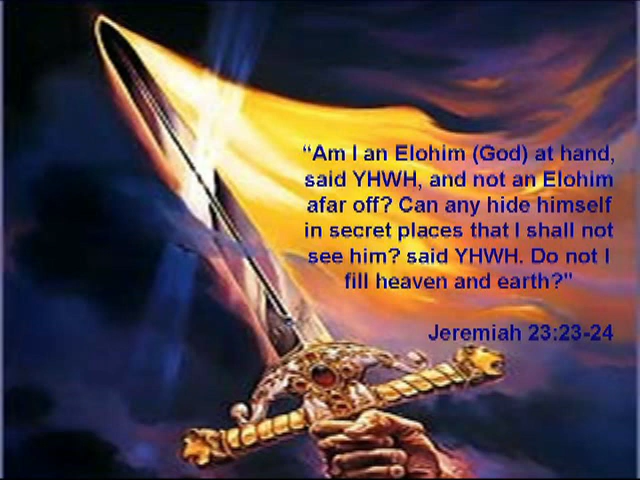 “Am I an Elohim (God) at hand,
said YHWH, and not an Elohim
afar off? Can any hide himself
in secret places that I shall not
see him? said YHWH. Do not I
fill heaven and earth?"
Jeremiah 23:23-24